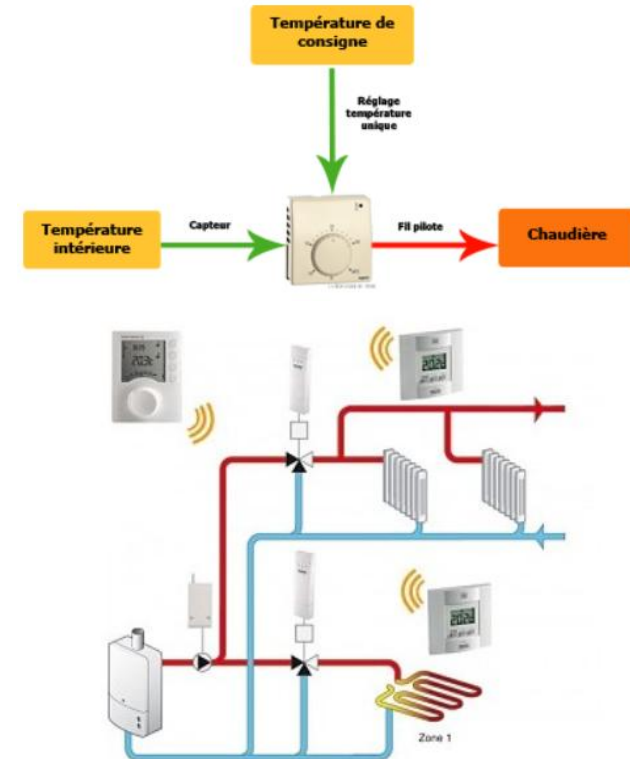 Température de
consigne
Réglage
température
unique
Température
intérieure
Capteur
Fil pilote
Chaudière
Zone 1